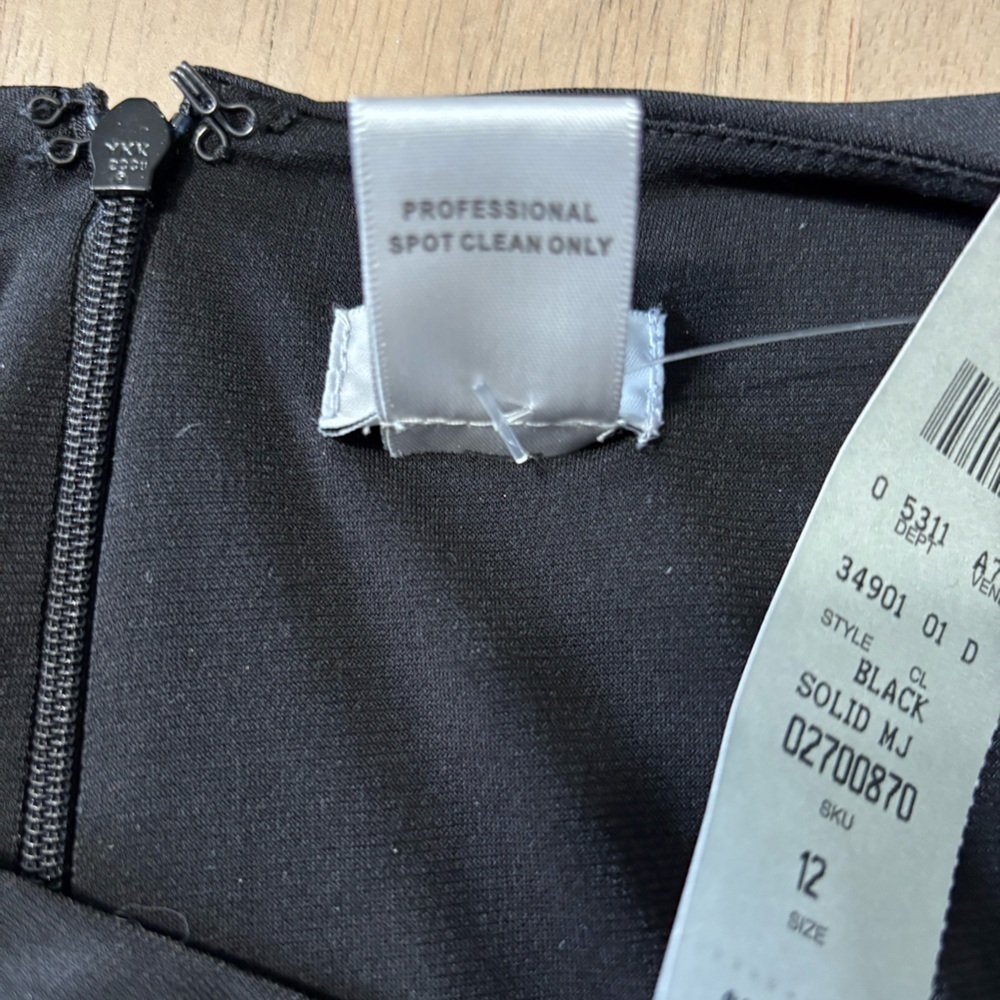 YKK
PROFESSIONAL
SPOT CLEAN ONLY
0 5311
DEPT
34901 01 D
STYLE CL
BLACK
SOLID MJ
02700870
SKU
12
SIZE